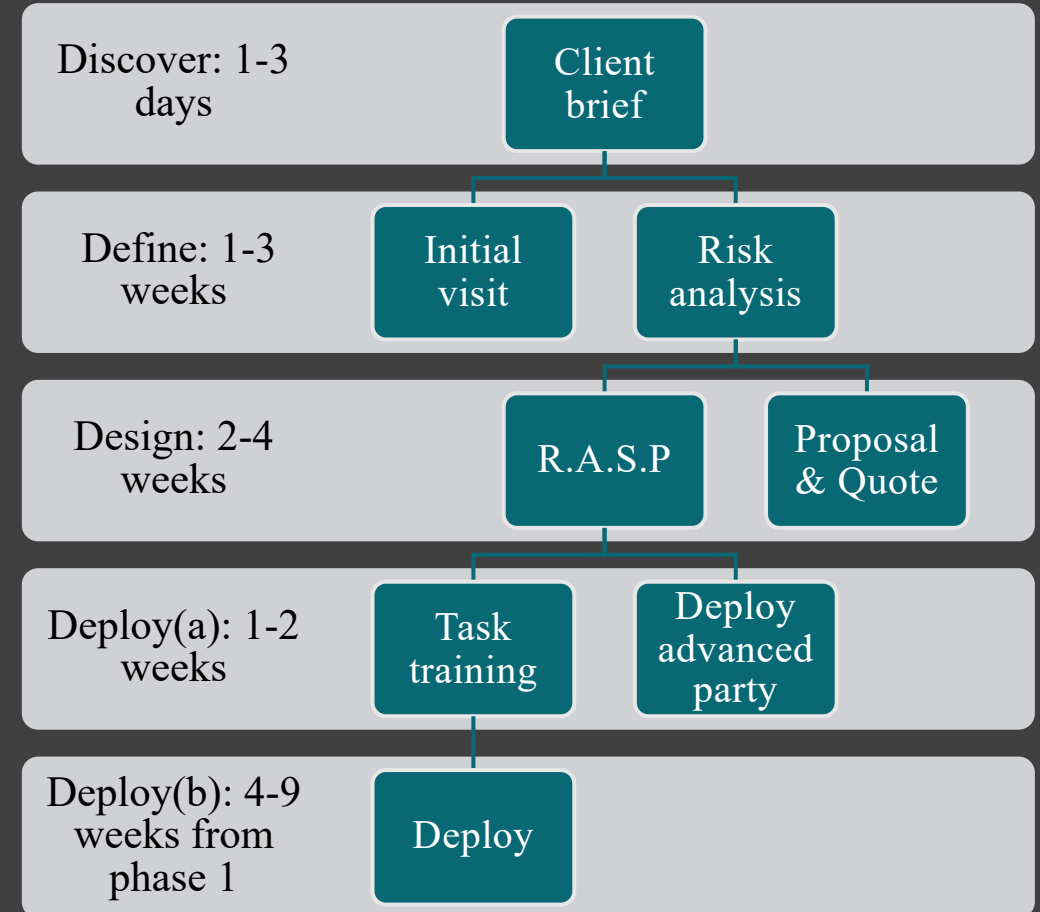 Discover: 1-3
days
Client
brief
Define: 1-3
weeks
Initial
visit
Risk
analysis
Design: 2-4
weeks
R.A.S.P
Proposal
& Quote
Deploy(a): 1-2
weeks
Task
training
Deploy
advanced
party
Deploy(b): 4-9
weeks from
phase 1
Deploy